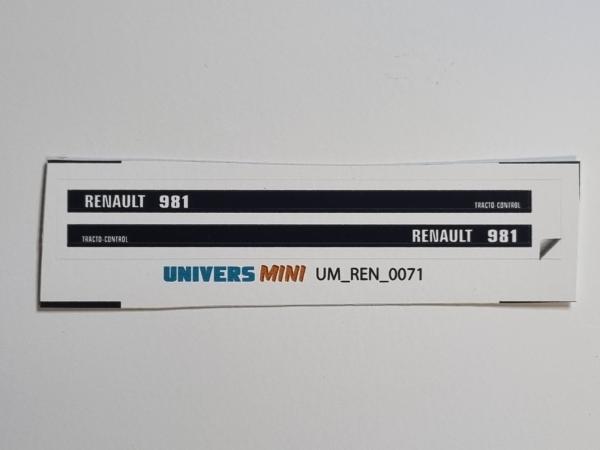 RENAULT 981 TRACTO-CONTROL
TRACTO-CONTROL RENAULT 981
UNIVERS MINI UM_REN_0071